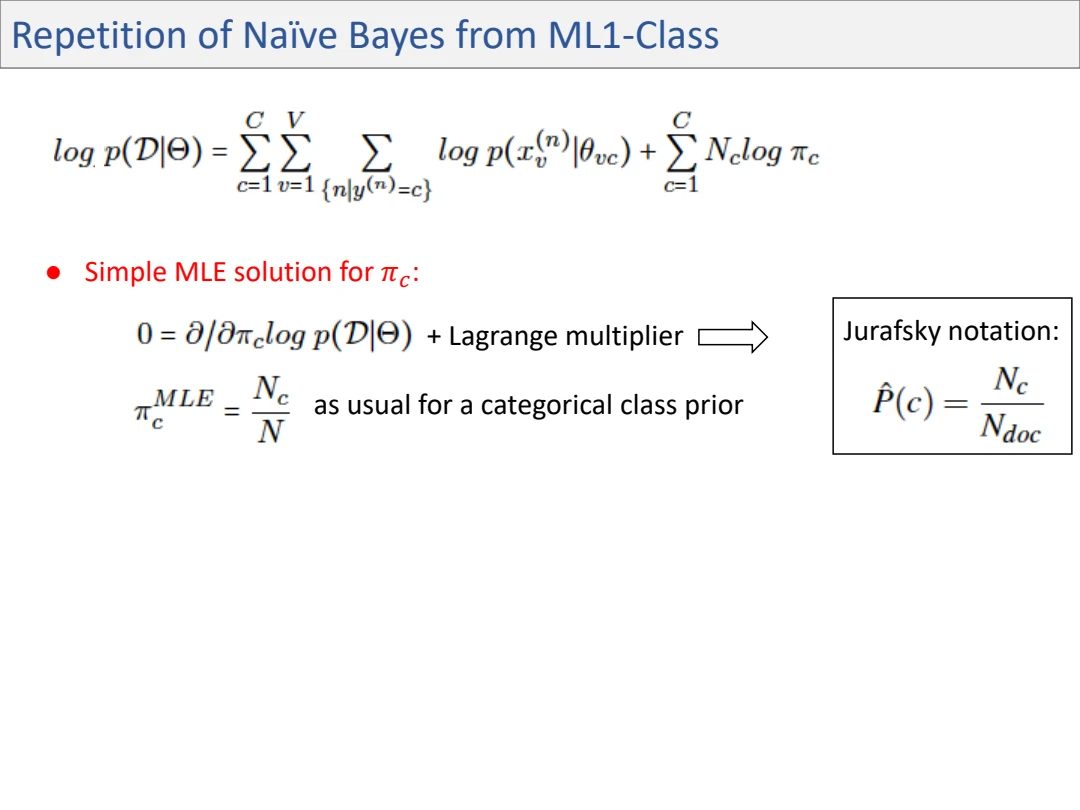 Repetition of Naïve Bayes from ML1-Class
log p(𝒟|Θ) = ∑_{c=1}^{C} ∑_{v=1}^{V} ∑_{{n|y^{(n)}=c}} log p(x_v^{(n)}|θ_{vc}) + ∑_{c=1}^{C} N_c log π_c
● Simple MLE solution for π_c:
0 = ∂/∂π_c log p(𝒟|Θ) + Lagrange multiplier
π_c^{MLE} = N_c/N as usual for a categorical class prior
Jurafsky notation:
P̂(c) = N_c/N_{doc}